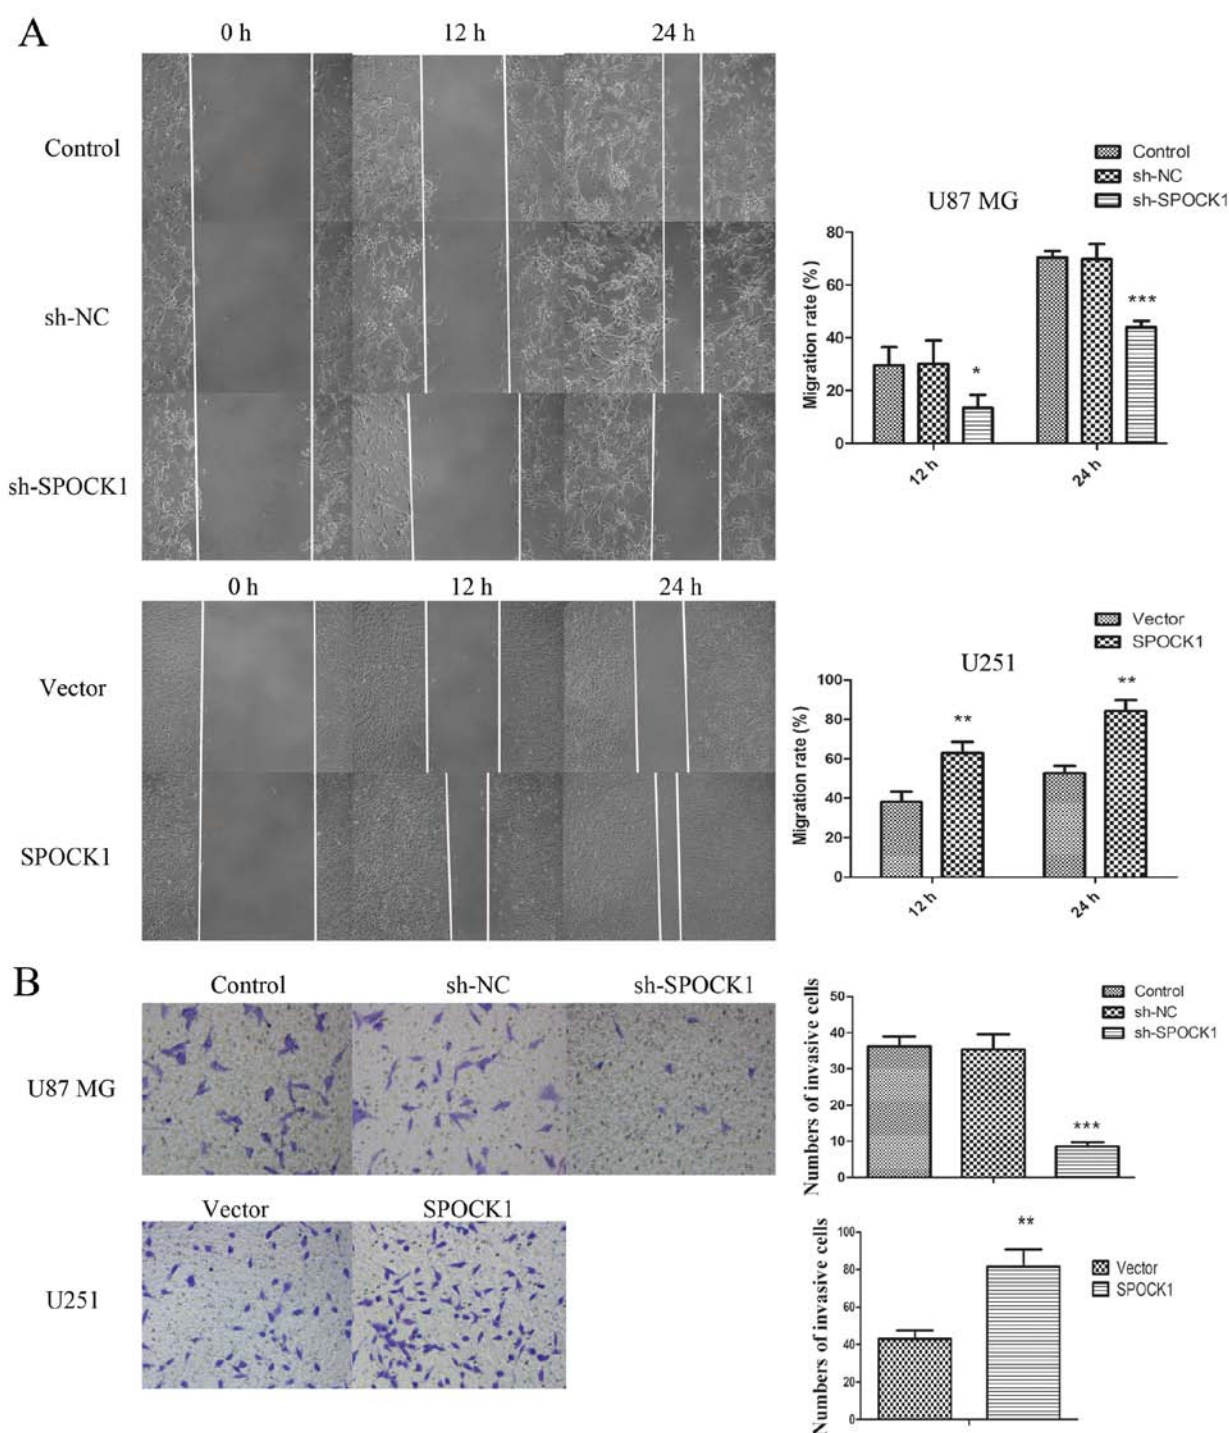 A
0 h 12 h 24 h
Control
sh-NC
sh-SPOCK1
Control
sh-NC
sh-SPOCK1
U87 MG
Migration rate (%)
80
60
40
20
0
*
***
12 h
24 h
0 h 12 h 24 h
Vector
SPOCK1
Vector
SPOCK1
U251
Migration rate (%)
100
80
60
40
20
0
**
**
12 h
24 h
B
Control sh-NC sh-SPOCK1
U87 MG
Numbers of invasive cells
50
40
30
20
10
0
***
Control
sh-NC
sh-SPOCK1
Vector SPOCK1
U251
Numbers of invasive cells
100
80
60
40
20
0
**
Vector
SPOCK1